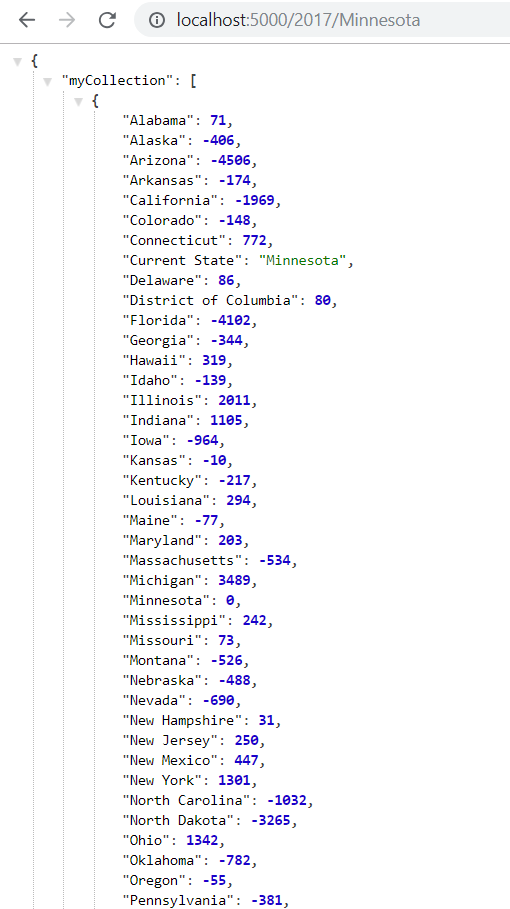 localhost:5000/2017/Minnesota
{
"myCollection": [
{
"Alabama": 71,
"Alaska": -406,
"Arizona": -4506,
"Arkansas": -174,
"California": -1969,
"Colorado": -148,
"Connecticut": 772,
"Current State": "Minnesota",
"Delaware": 86,
"District of Columbia": 80,
"Florida": -4102,
"Georgia": -344,
"Hawaii": 319,
"Idaho": -139,
"Illinois": 2011,
"Indiana": 1105,
"Iowa": -964,
"Kansas": -10,
"Kentucky": -217,
"Louisiana": 294,
"Maine": -77,
"Maryland": 203,
"Massachusetts": -534,
"Michigan": 3489,
"Minnesota": 0,
"Mississippi": 242,
"Missouri": 73,
"Montana": -526,
"Nebraska": -488,
"Nevada": -690,
"New Hampshire": 31,
"New Jersey": 250,
"New Mexico": 447,
"New York": 1301,
"North Carolina": -1032,
"North Dakota": -3265,
"Ohio": 1342,
"Oklahoma": -782,
"Oregon": -55,
"Pennsylvania": -381,